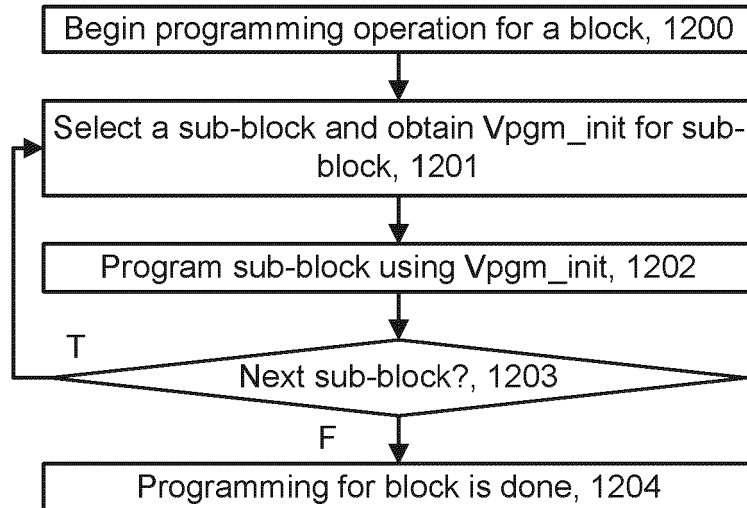 Begin programming operation for a block, 1200
Select a sub-block and obtain Vpgm_init for sub-
block, 1201
Program sub-block using Vpgm_init, 1202
T
Next sub-block?, 1203
F
Programming for block is done, 1204